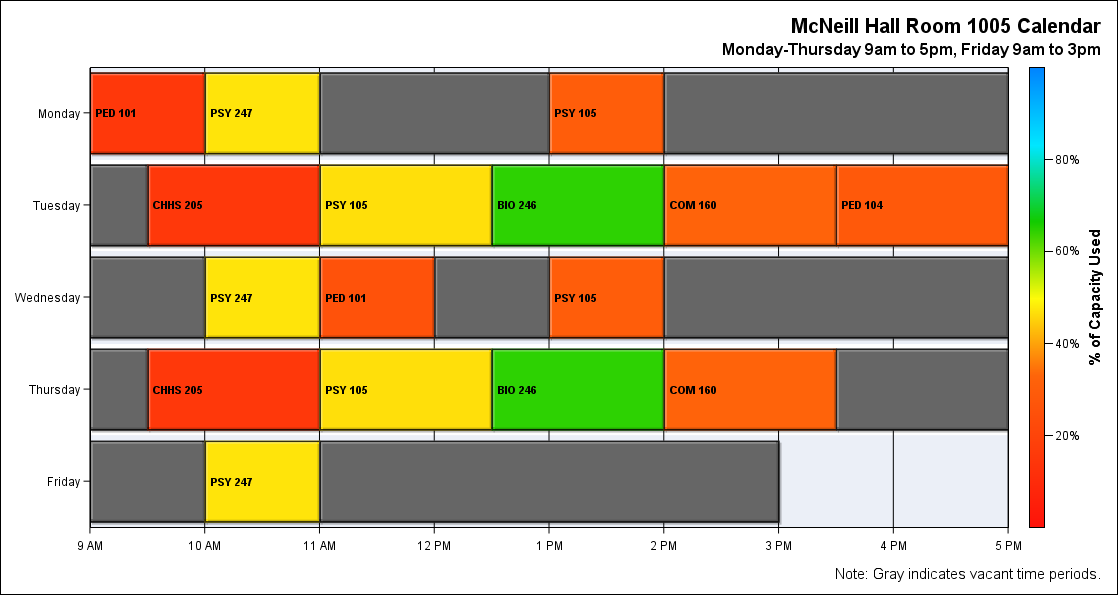 McNeill Hall Room 1005 Calendar
Monday-Thursday 9am to 5pm, Friday 9am to 3pm
Monday
PED 101
PSY 247
PSY 105
Tuesday
CHHS 205
PSY 105
BIO 246
COM 160
PED 104
Wednesday
PSY 247
PED 101
PSY 105
Thursday
CHHS 205
PSY 105
BIO 246
COM 160
Friday
PSY 247
9 AM
10 AM
11 AM
12 PM
1 PM
2 PM
3 PM
4 PM
5 PM
80%
60%
40%
20%
% of Capacity Used
Note: Gray indicates vacant time periods.